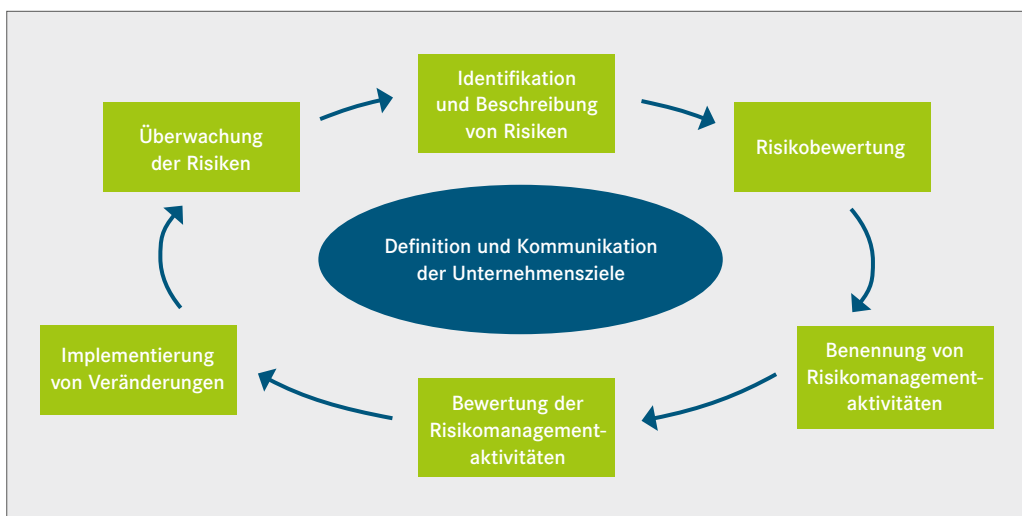 Identifikation
und Beschreibung
von Risiken
Risikobewertung
Benennung von
Risikomanagement-
aktivitäten
Bewertung der
Risikomanagement-
aktivitäten
Implementierung
von Veränderungen
Überwachung
der Risiken
Definition und Kommunikation
der Unternehmensziele